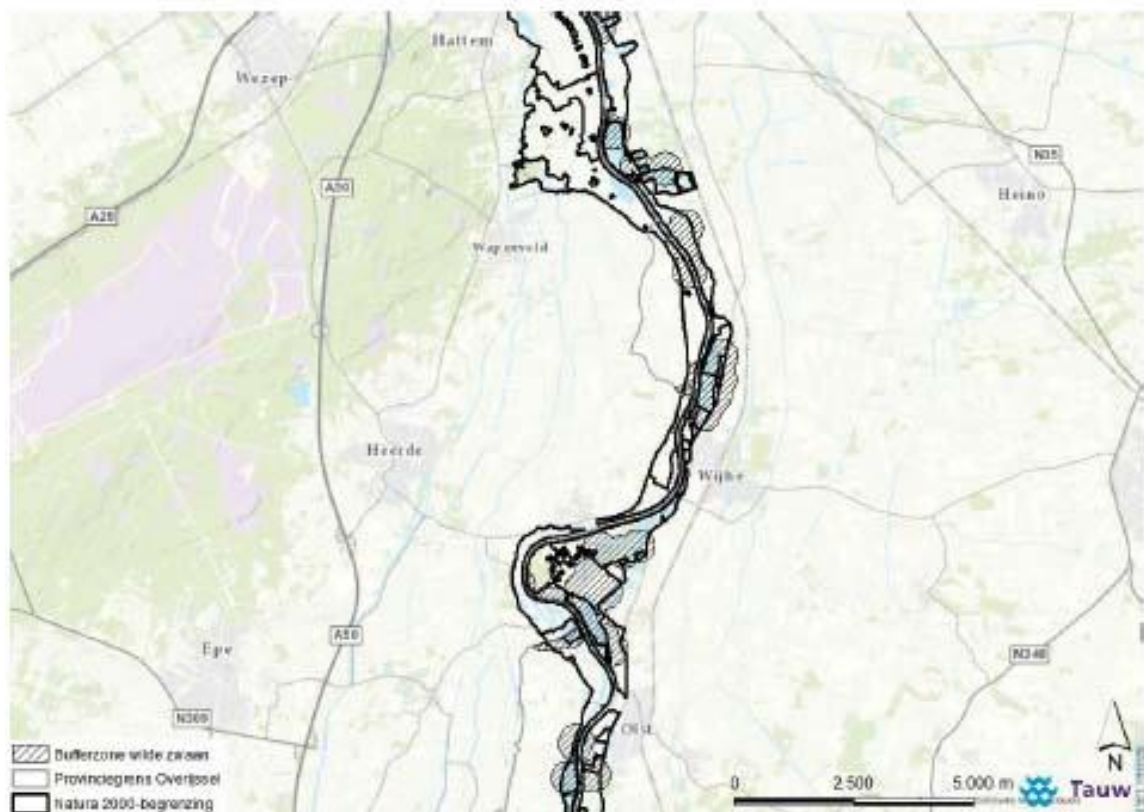 Hattem
Wezep
N35
A50
Heino
A28
Wapenveld
Heerde
Wijhe
Epe
A50
N348
N309
Olst
Bufferzone wilde zwaan
Provinciegrens Overijssel
Natura 2000-begrenzing
0 2.500 5.000 m
N
Tauw